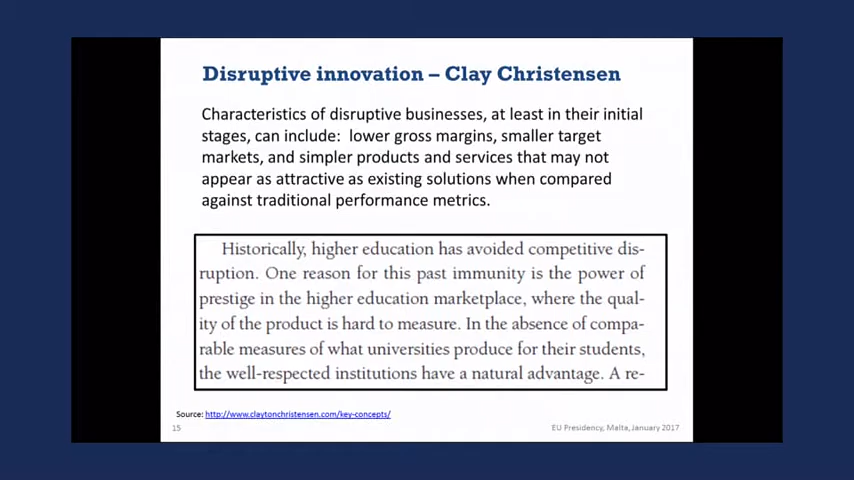 Disruptive innovation – Clay Christensen
Characteristics of disruptive businesses, at least in their initial
stages, can include:  lower gross margins, smaller target
markets, and simpler products and services that may not
appear as attractive as existing solutions when compared
against traditional performance metrics.
Historically, higher education has avoided competitive dis-
ruption. One reason for this past immunity is the power of
prestige in the higher education marketplace, where the qual-
ity of the product is hard to measure. In the absence of compa-
rable measures of what universities produce for their students,
the well-respected institutions have a natural advantage. A re-
Source: http://www.claytonchristensen.com/key-concepts/
15
EU Presidency, Malta, January 2017